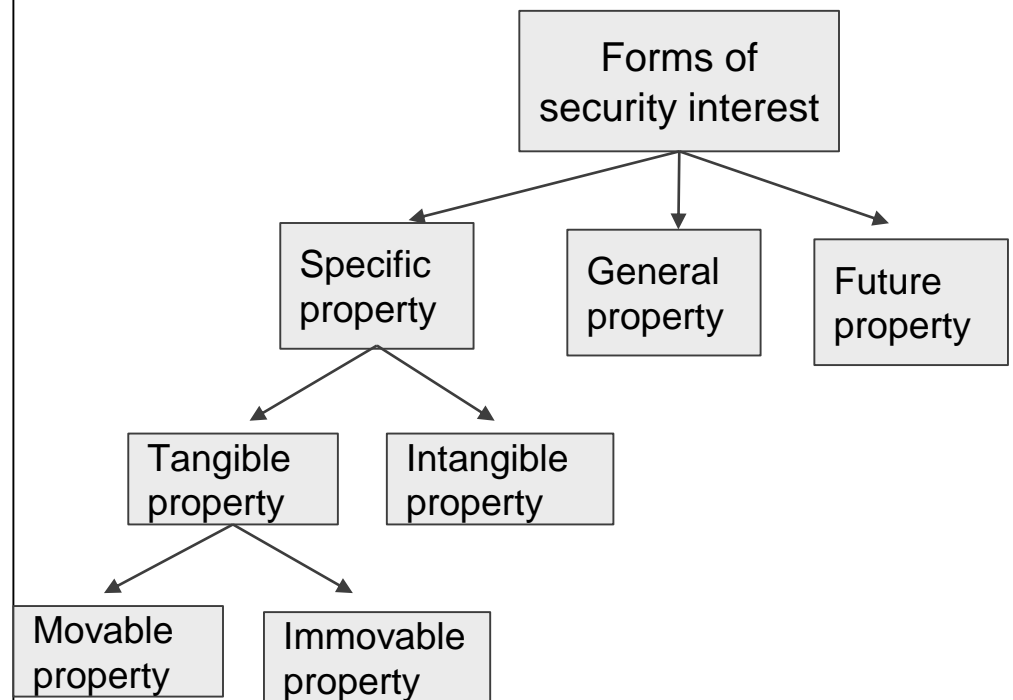 Forms of
security interest
Specific
property
General
property
Future
property
Tangible
property
Intangible
property
Movable
property
Immovable
property